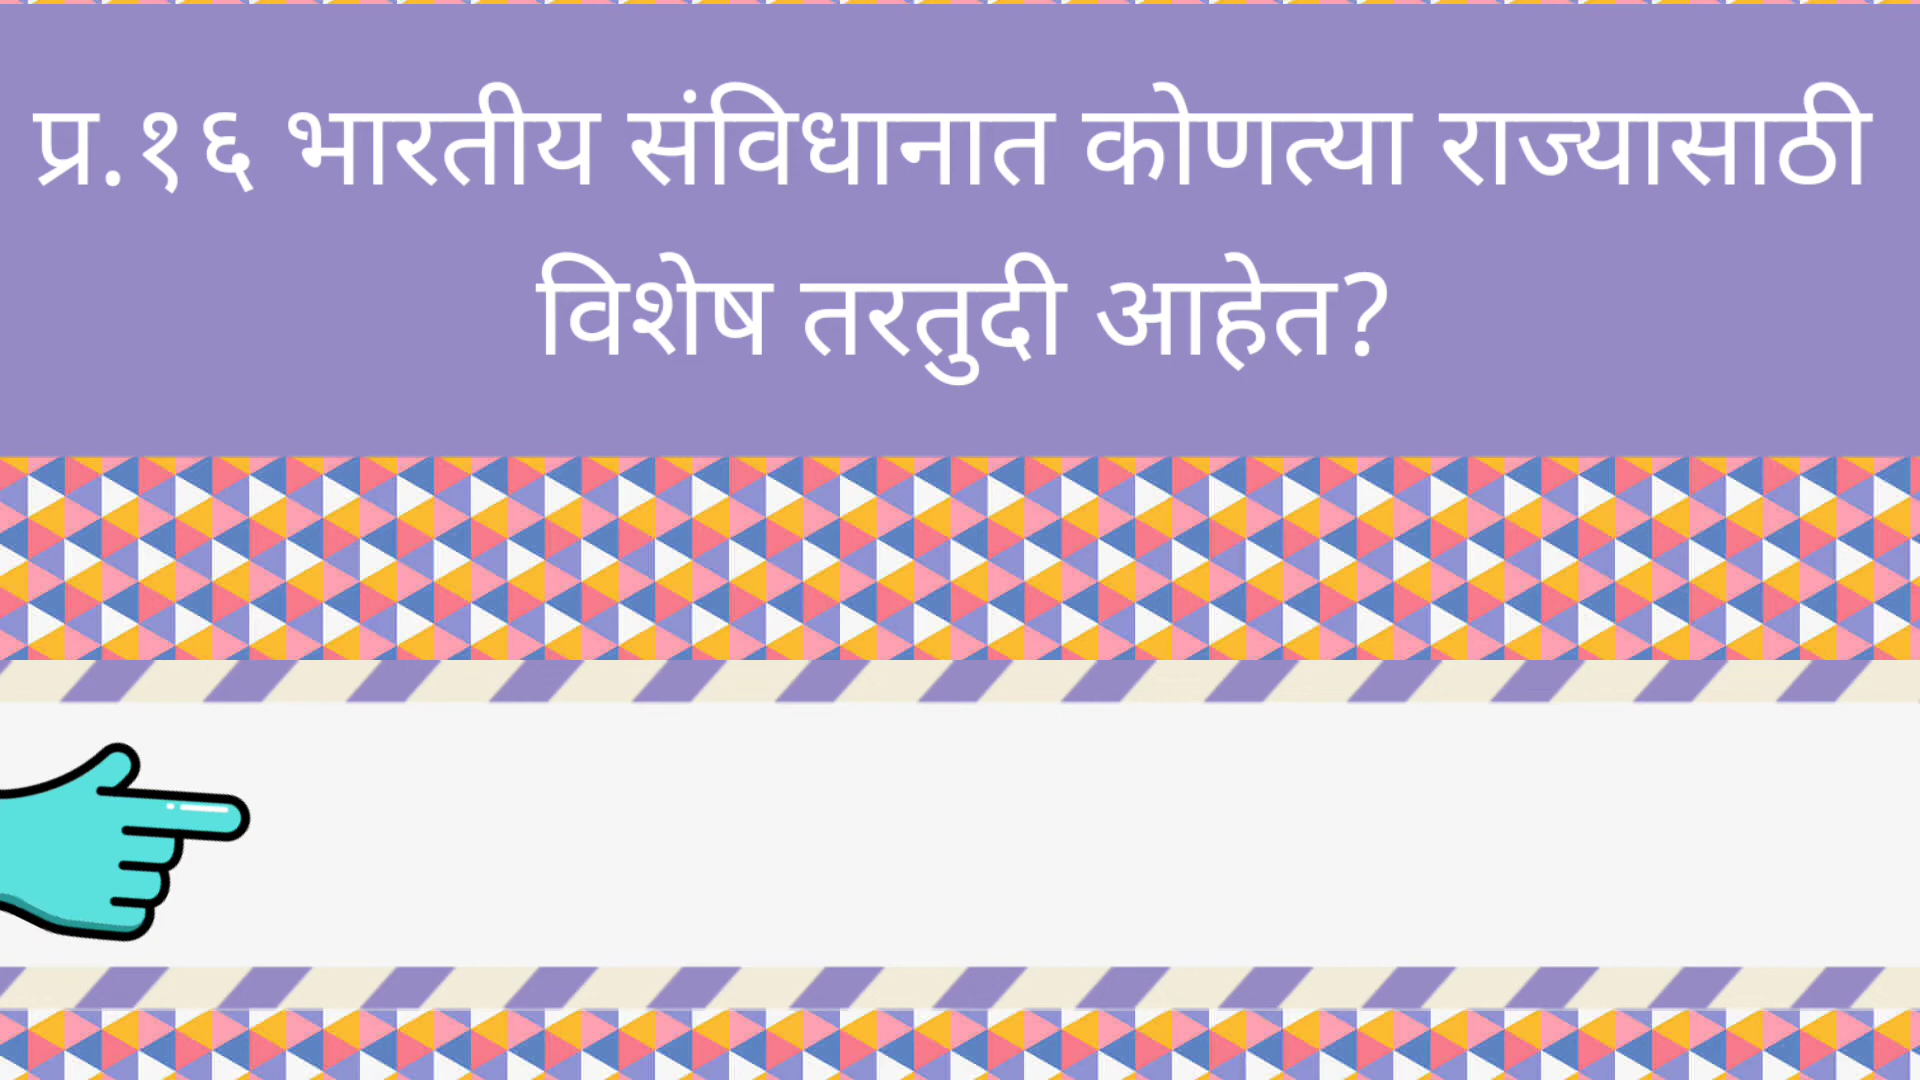 प्र.१६ भारतीय संविधानात कोणत्या राज्यासाठी
विशेष तरतुदी आहेत?